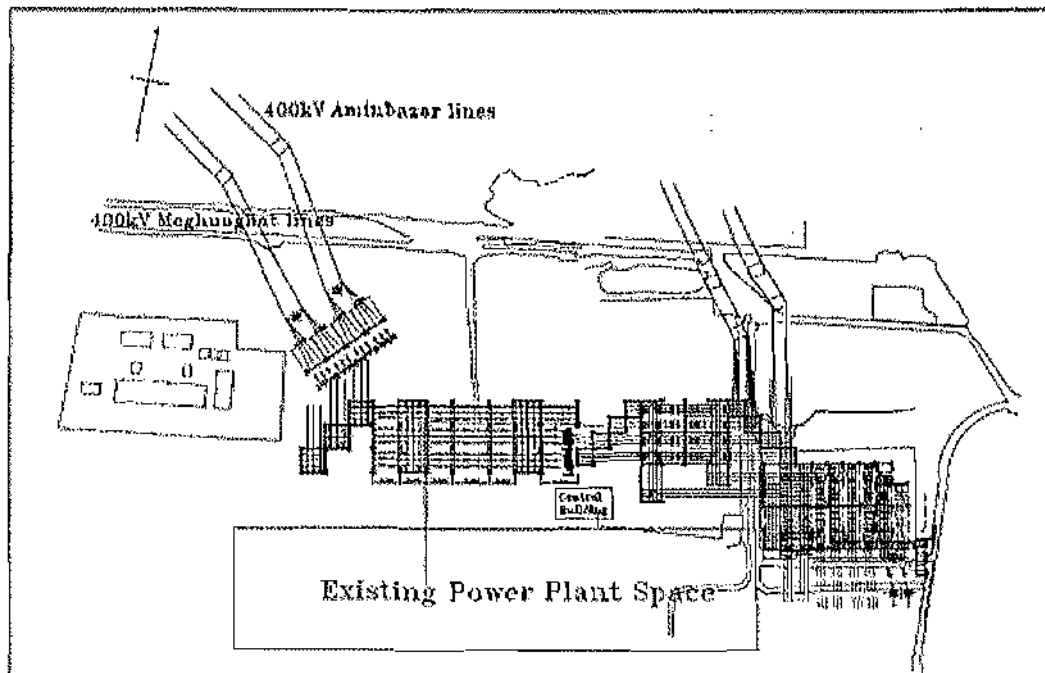 400kV Aminbazar lines
400kV Meghnaghat lines
Control
Building
Existing Power Plant Space